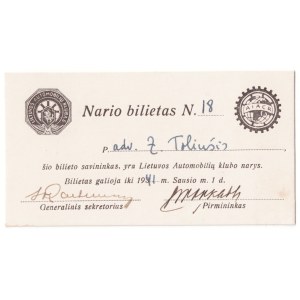 Nario bilietas N. 18
p. adv. Z. Toliušis
šio bilieto savininkas, yra Lietuvos Automobilių klubo narys.
Bilietas galioja iki 1941 m. Sausio m. 1 d.
Generalinis sekretorius Pirmininkas